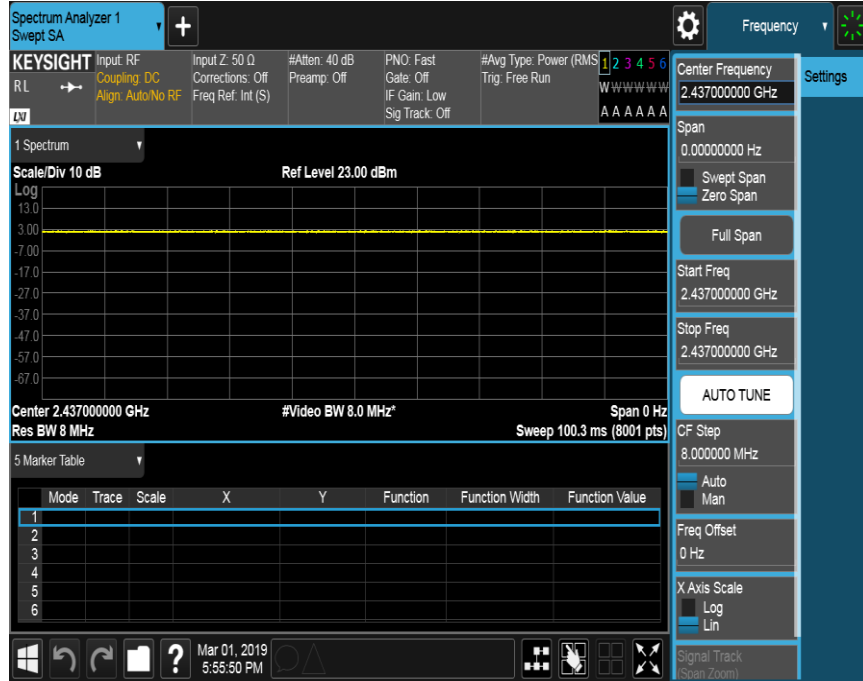 Spectrum Analyzer 1
Swept SA
+
Frequency
KEYSIGHT
RL
LXI
Input: RF
Coupling: DC
Align: Auto/No RF
Input Z: 50 Ω
Corrections: Off
Freq Ref: Int (S)
#Atten: 40 dB
Preamp: Off
PNO: Fast
Gate: Off
IF Gain: Low
Sig Track: Off
#Avg Type: Power (RMS
Trig: Free Run
1 2 3 4 5 6
W W W W W W
A A A A A A
1 Spectrum
Scale/Div 10 dB
Ref Level 23.00 dBm
Log
13.0
3.00
-7.00
-17.0
-27.0
-37.0
-47.0
-57.0
-67.0
Center 2.437000000 GHz
#Video BW 8.0 MHz*
Span 0 Hz
Res BW 8 MHz
Sweep 100.3 ms (8001 pts)
5 Marker Table
Mode Trace Scale X Y Function Function Width Function Value
1
2
3
4
5
6
?
Mar 01, 2019
5:55:50 PM
Center Frequency
2.437000000 GHz
Span
0.00000000 Hz
Swept Span
Zero Span
Full Span
Start Freq
2.437000000 GHz
Stop Freq
2.437000000 GHz
AUTO TUNE
CF Step
8.000000 MHz
Auto
Man
Freq Offset
0 Hz
X Axis Scale
Log
Lin
Signal Track
(Span Zoom)
Settings